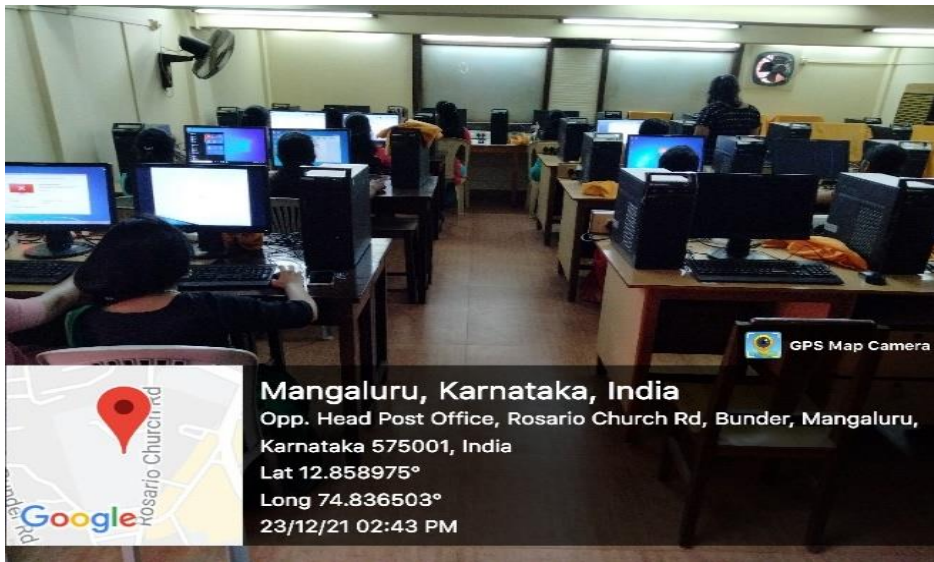 GPS Map Camera
Mangaluru, Karnataka, India
Opp. Head Post Office, Rosario Church Rd, Bunder, Mangaluru,
Karnataka 575001, India
Lat 12.858975°
Long 74.836503°
23/12/21 02:43 PM
Rosario Church Rd
Bunder Rd
Google